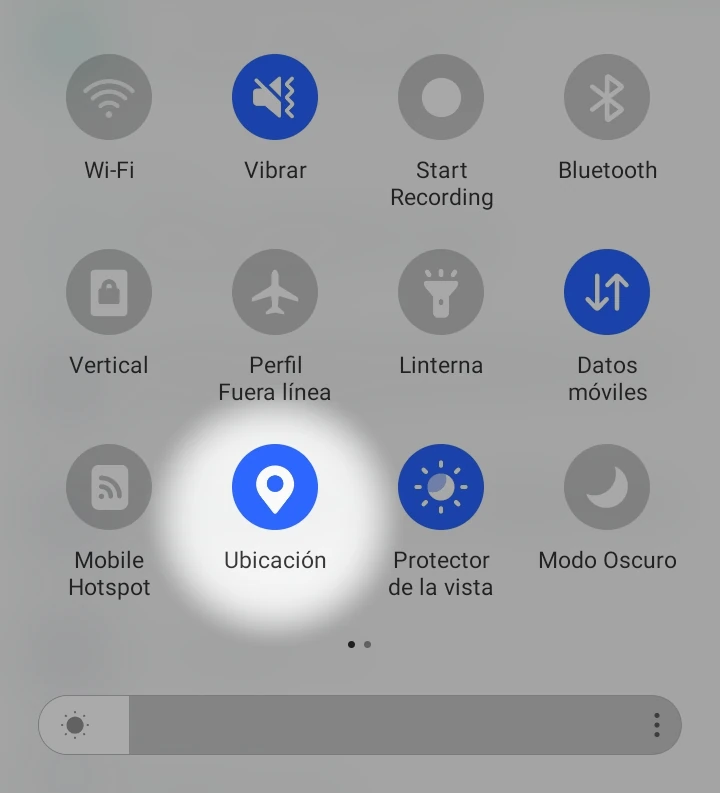 Wi-Fi
Vibrar
Start
Recording
Bluetooth
Vertical
Perfil
Fuera línea
Linterna
Datos
móviles
Mobile
Hotspot
Ubicación
Protector
de la vista
Modo Oscuro